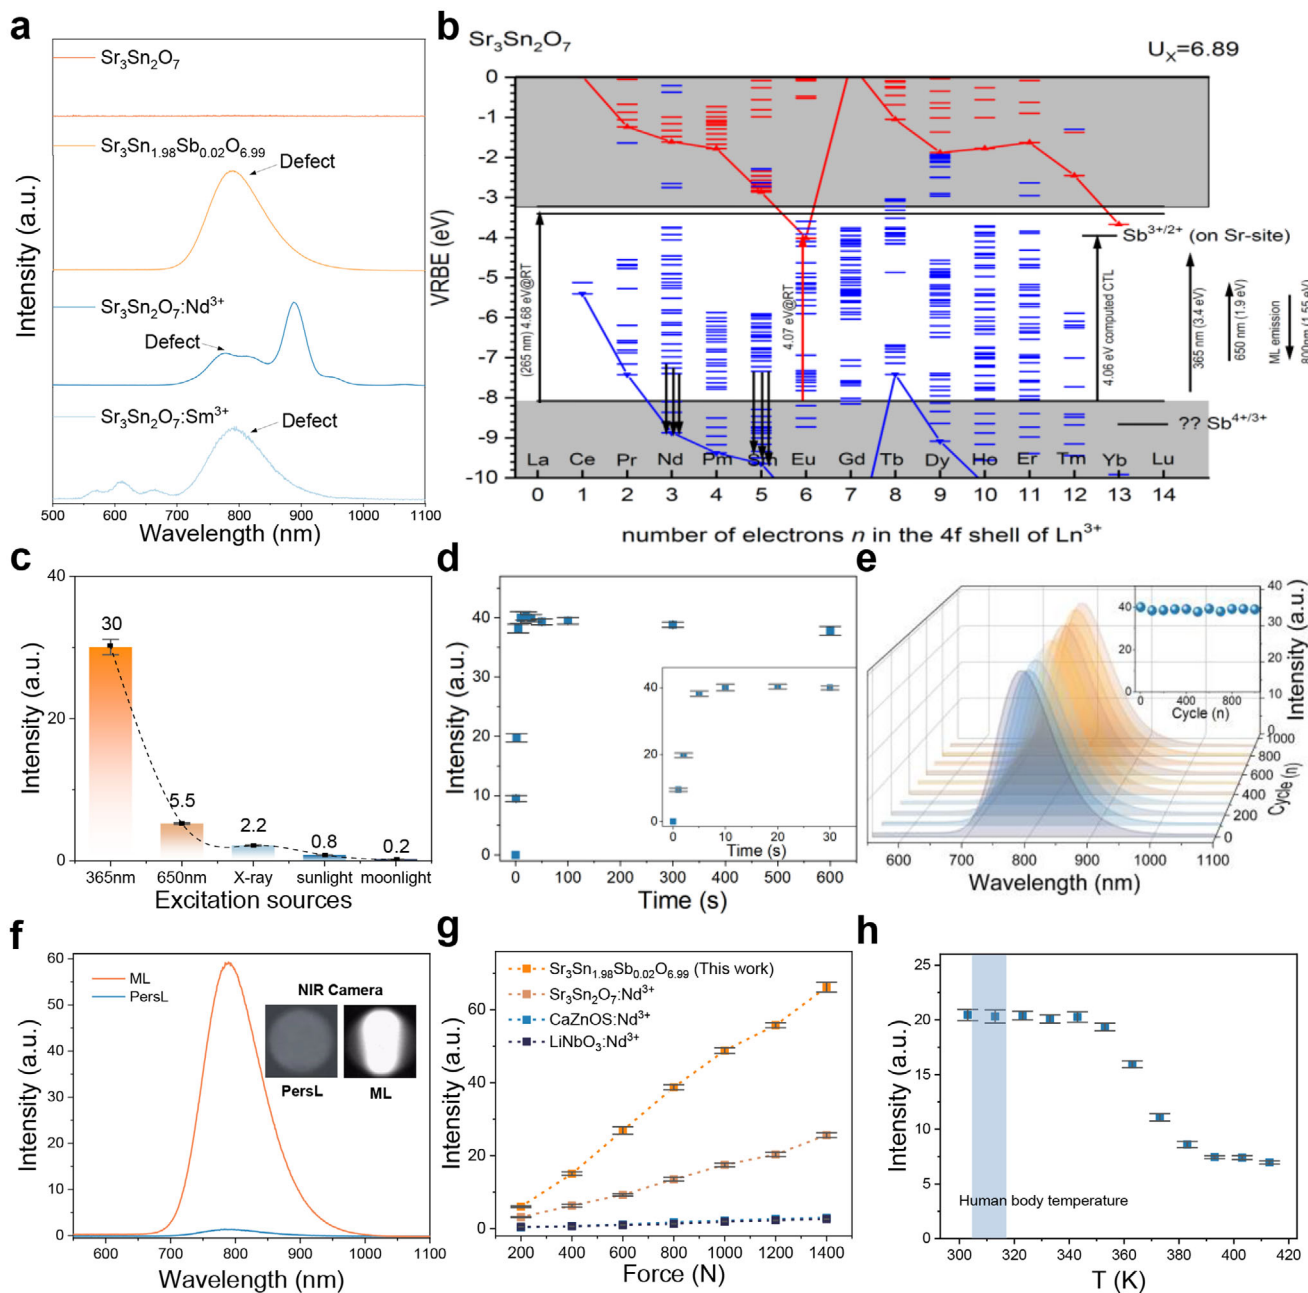 a
Sr₃Sn₂O₇
Sr₃Sn₁.₉₈Sb₀.₀₂O₆.₉₉
Defect
Sr₃Sn₂O₇:Nd³⁺
Defect
Sr₃Sn₂O₇:Sm³⁺
Defect
Intensity (a.u.)
500 600 700 800 900 1000 1100
Wavelength (nm)
b
Sr₃Sn₂O₇
Uₓ=6.89
VRBE (eV)
0
-1
-2
-3
-4
-5
-6
-7
-8
-9
-10
(265 nm) 4.68 eV@RT
4.07 eV@RT
4.06 eV computed CTL
Sb³⁺/²⁺ (on Sr-site)
365 nm (3.4 eV)
650 nm (1.9 eV)
ML emission
800nm (1.55 eV)
?? Sb⁴⁺/³⁺
La Ce Pr Nd Pm Sm Eu Gd Tb Dy Ho Er Tm Yb Lu
0 1 2 3 4 5 6 7 8 9 10 11 12 13 14
number of electrons n in the 4f shell of Ln³⁺
c
Intensity (a.u.)
40
20
0
30
5.5
2.2
0.8
0.2
365nm 650nm X-ray sunlight moonlight
Excitation sources
d
Intensity (a.u.)
40
30
20
10
0
0 100 200 300 400 500 600
Time (s)
40
20
0
0 10 20 30
Time (s)
e
40
20
0
0 400 800
Cycle (n)
40
30
20
10
0
Intensity (a.u.)
1000
800
600
400
200
0
Cycle (n)
600 700 800 900 1000 1100
Wavelength (nm)
f
ML
PersL
NIR Camera
PersL ML
Intensity (a.u.)
60
50
40
30
20
10
0
600 700 800 900 1000 1100
Wavelength (nm)
g
Sr₃Sn₁.₉₈Sb₀.₀₂O₆.₉₉ (This work)
Sr₃Sn₂O₇:Nd³⁺
CaZnOS:Nd³⁺
LiNbO₃:Nd³⁺
Intensity (a.u.)
60
40
20
0
200 400 600 800 1000 1200 1400
Force (N)
h
Intensity (a.u.)
25
20
15
10
5
0
Human body temperature
300 320 340 360 380 400 420
T (K)